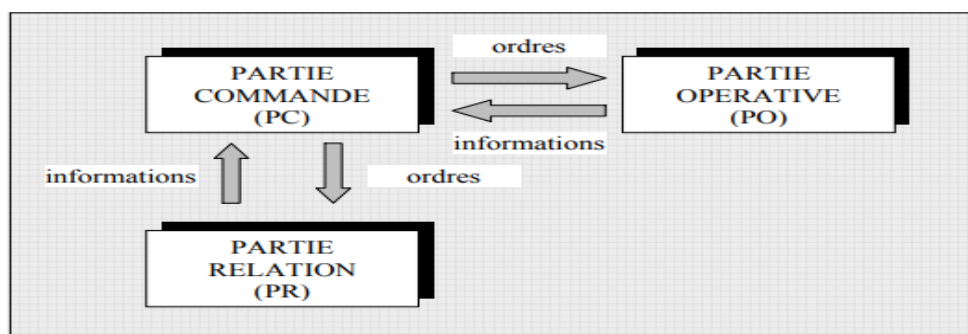 ordres
PARTIE
COMMANDE
(PC)
PARTIE
OPERATIVE
(PO)
informations
informations
ordres
PARTIE
RELATION
(PR)